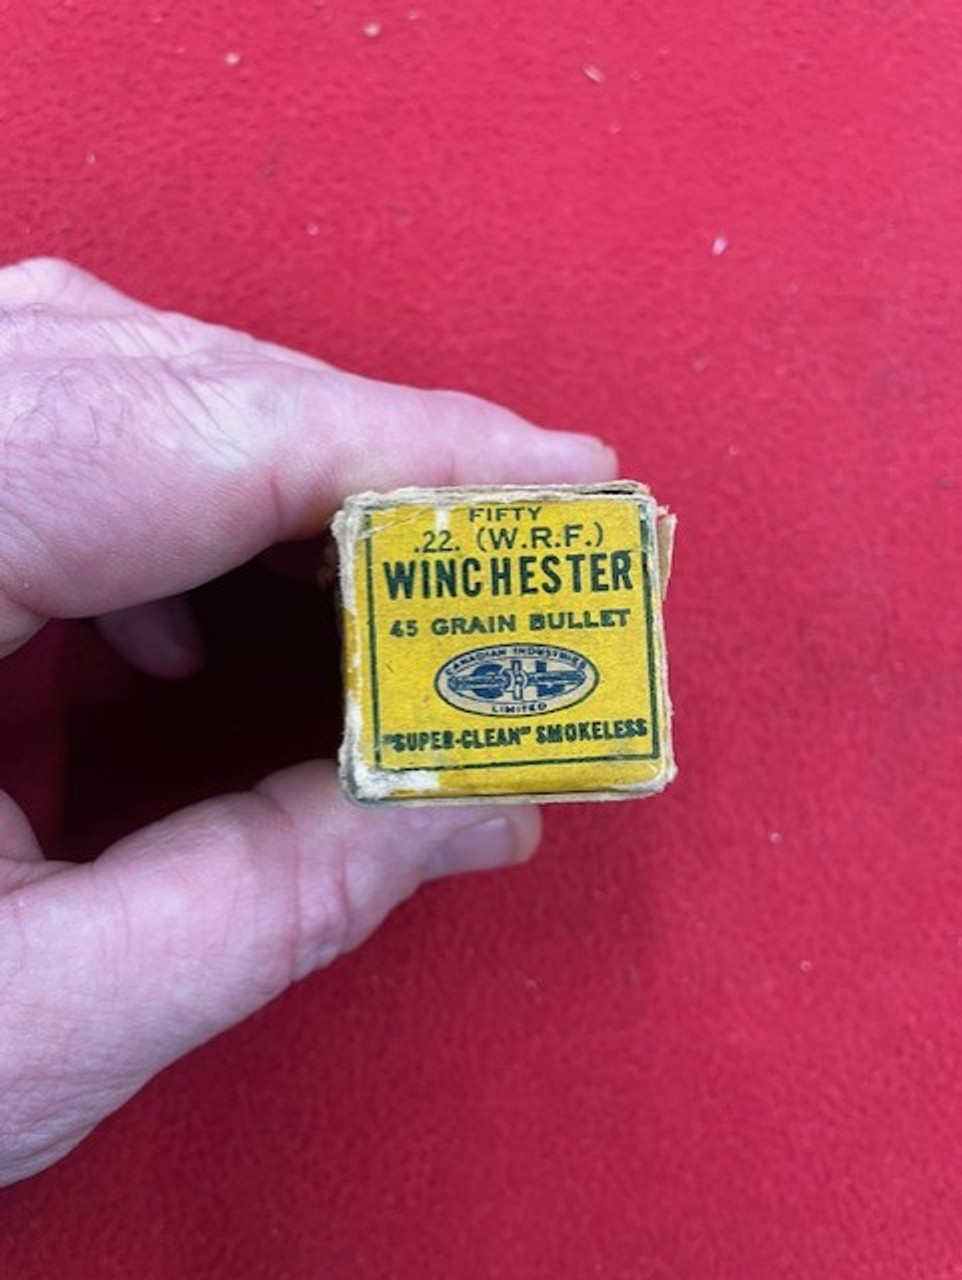 FIFTY
.22. (W.R.F.)
WINCHESTER
45 GRAIN BULLET
CANADIAN INDUSTRIES
LIMITED
"SUPER-CLEAN" SMOKELESS